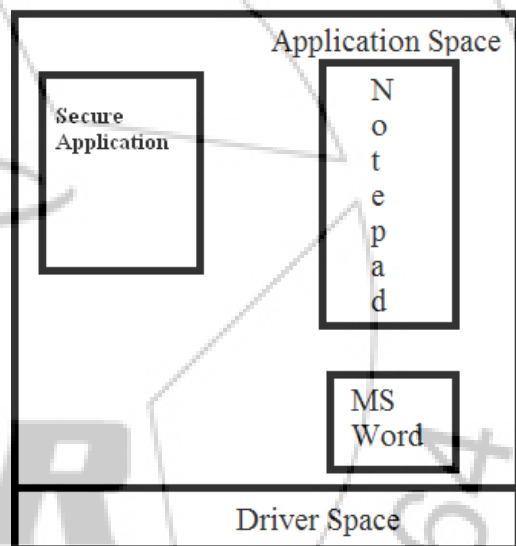 Application Space
Secure
Application
N
o
t
e
p
a
d
MS
Word
Driver Space